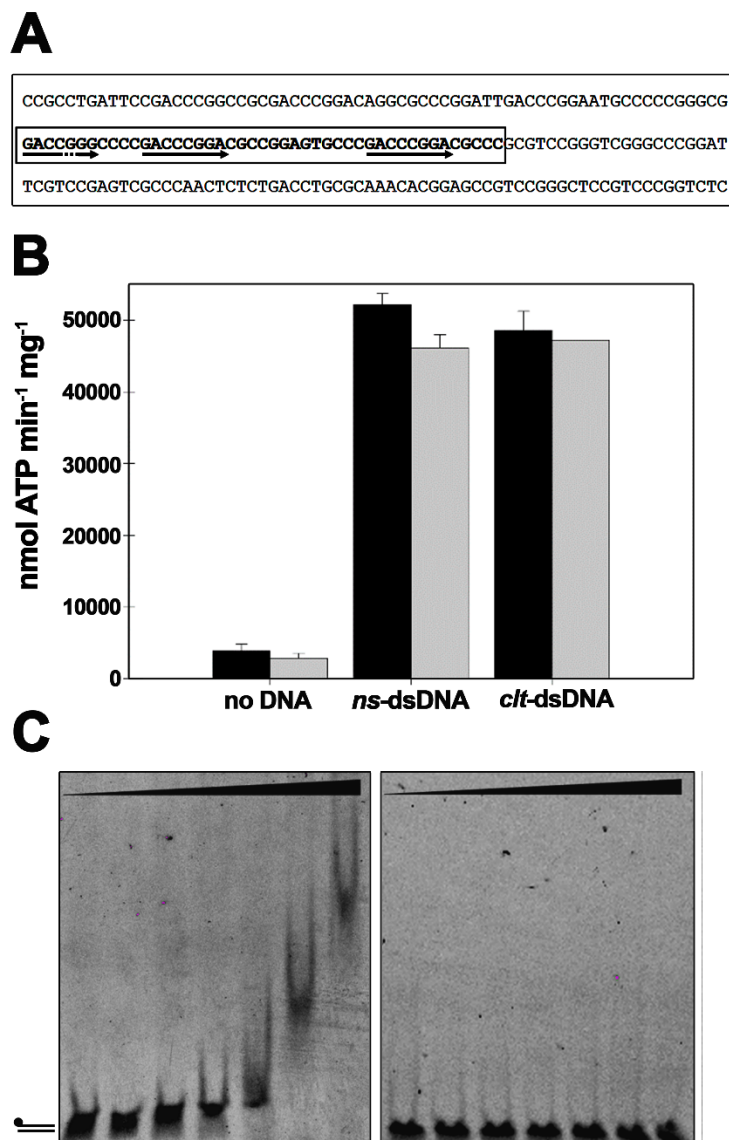 A
CCGCCTGATTCCGACCCGGCCGCGACCCGGACAGGCGCCCGGATTGACCCGGAATGCCCCCGGGCG
GACCGGGCCCCGACCCGGACGCCGGAGTGCCCGACCCGGACGCCCGCGTCCGGGTCGGGCCCGGAT
TCGTCCGAGTCGCCCAACTCTCTGACCTGCGCAAACACGGAGCCGTCCGGGCTCCGTCCCGGTCTC
B
nmol ATP min-1 mg-1
50000
40000
30000
20000
10000
0
no DNA ns-dsDNA clt-dsDNA
C